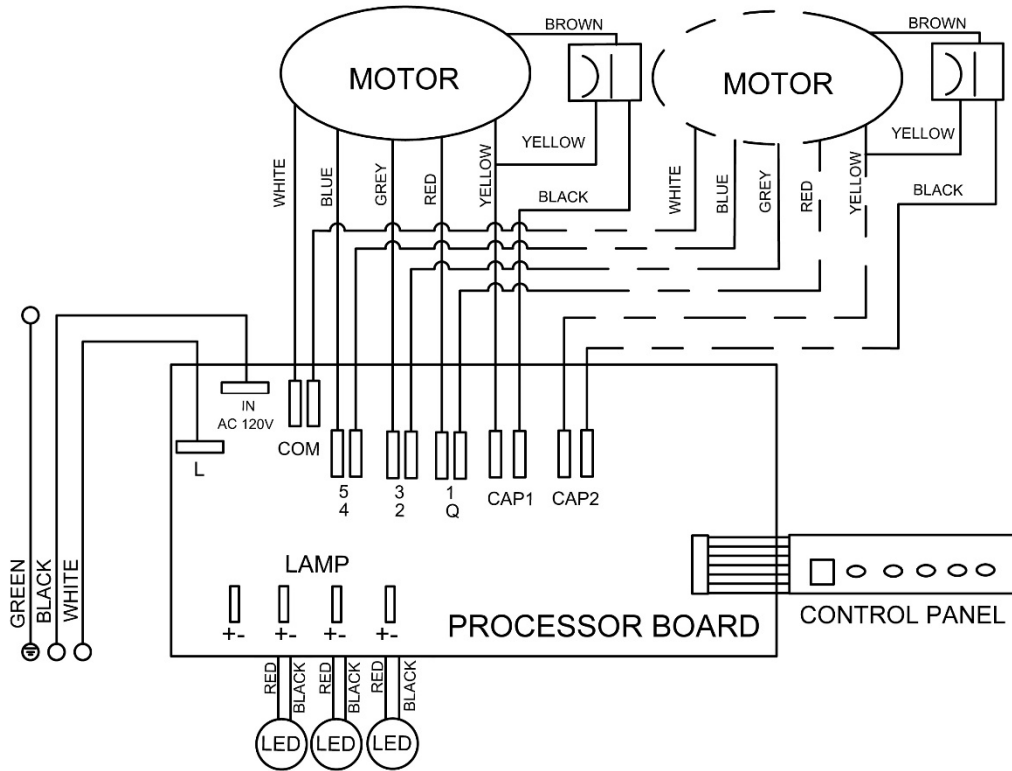 BROWN
BROWN
MOTOR
MOTOR
YELLOW
YELLOW
WHITE
BLUE
GREY
RED
YELLOW
BLACK
WHITE
BLUE
GREY
RED
YELLOW
BLACK
IN
AC 120V
L
COM
5
4
3
2
1
Q
CAP1
CAP2
GREEN
BLACK
WHITE
LAMP
+-
+-
+-
+-
PROCESSOR BOARD
CONTROL PANEL
RED
BLACK
RED
BLACK
RED
BLACK
LED
LED
LED